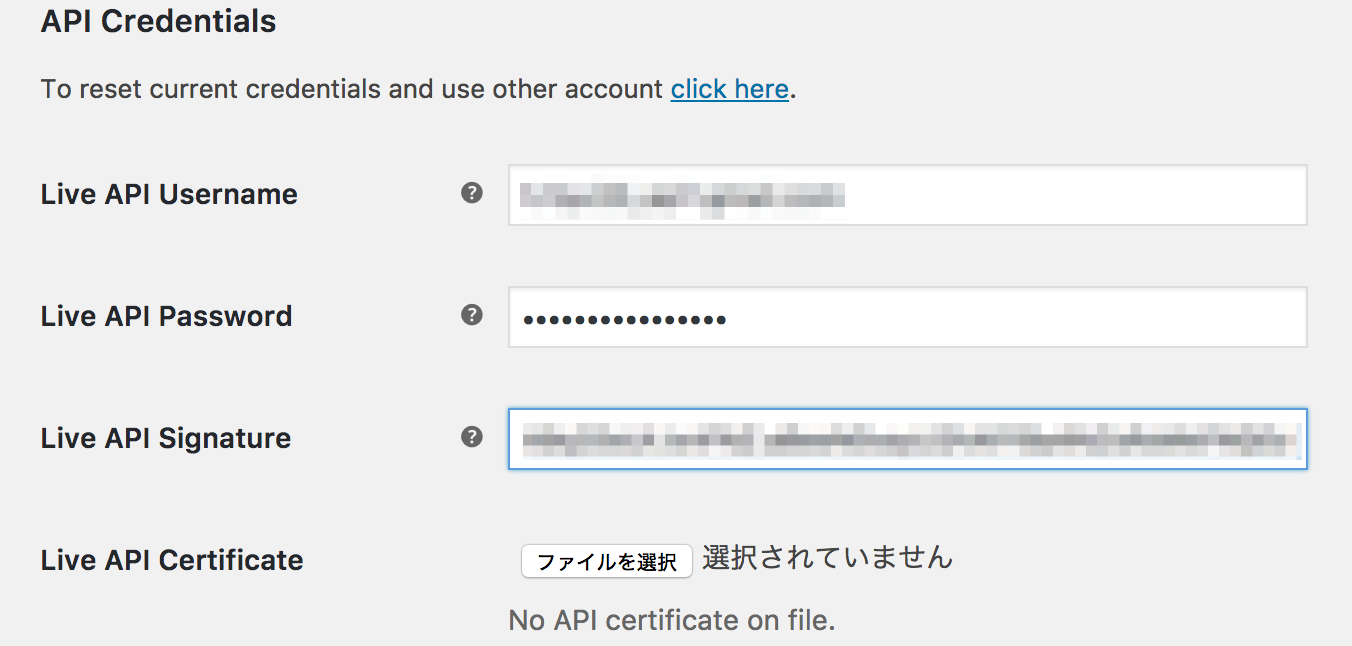 API Credentials
To reset current credentials and use other account click here.
Live API Username
Live API Password
•••••••••••••••••
Live API Signature
Live API Certificate ファイルを選択 選択されていません
No API certificate on file.